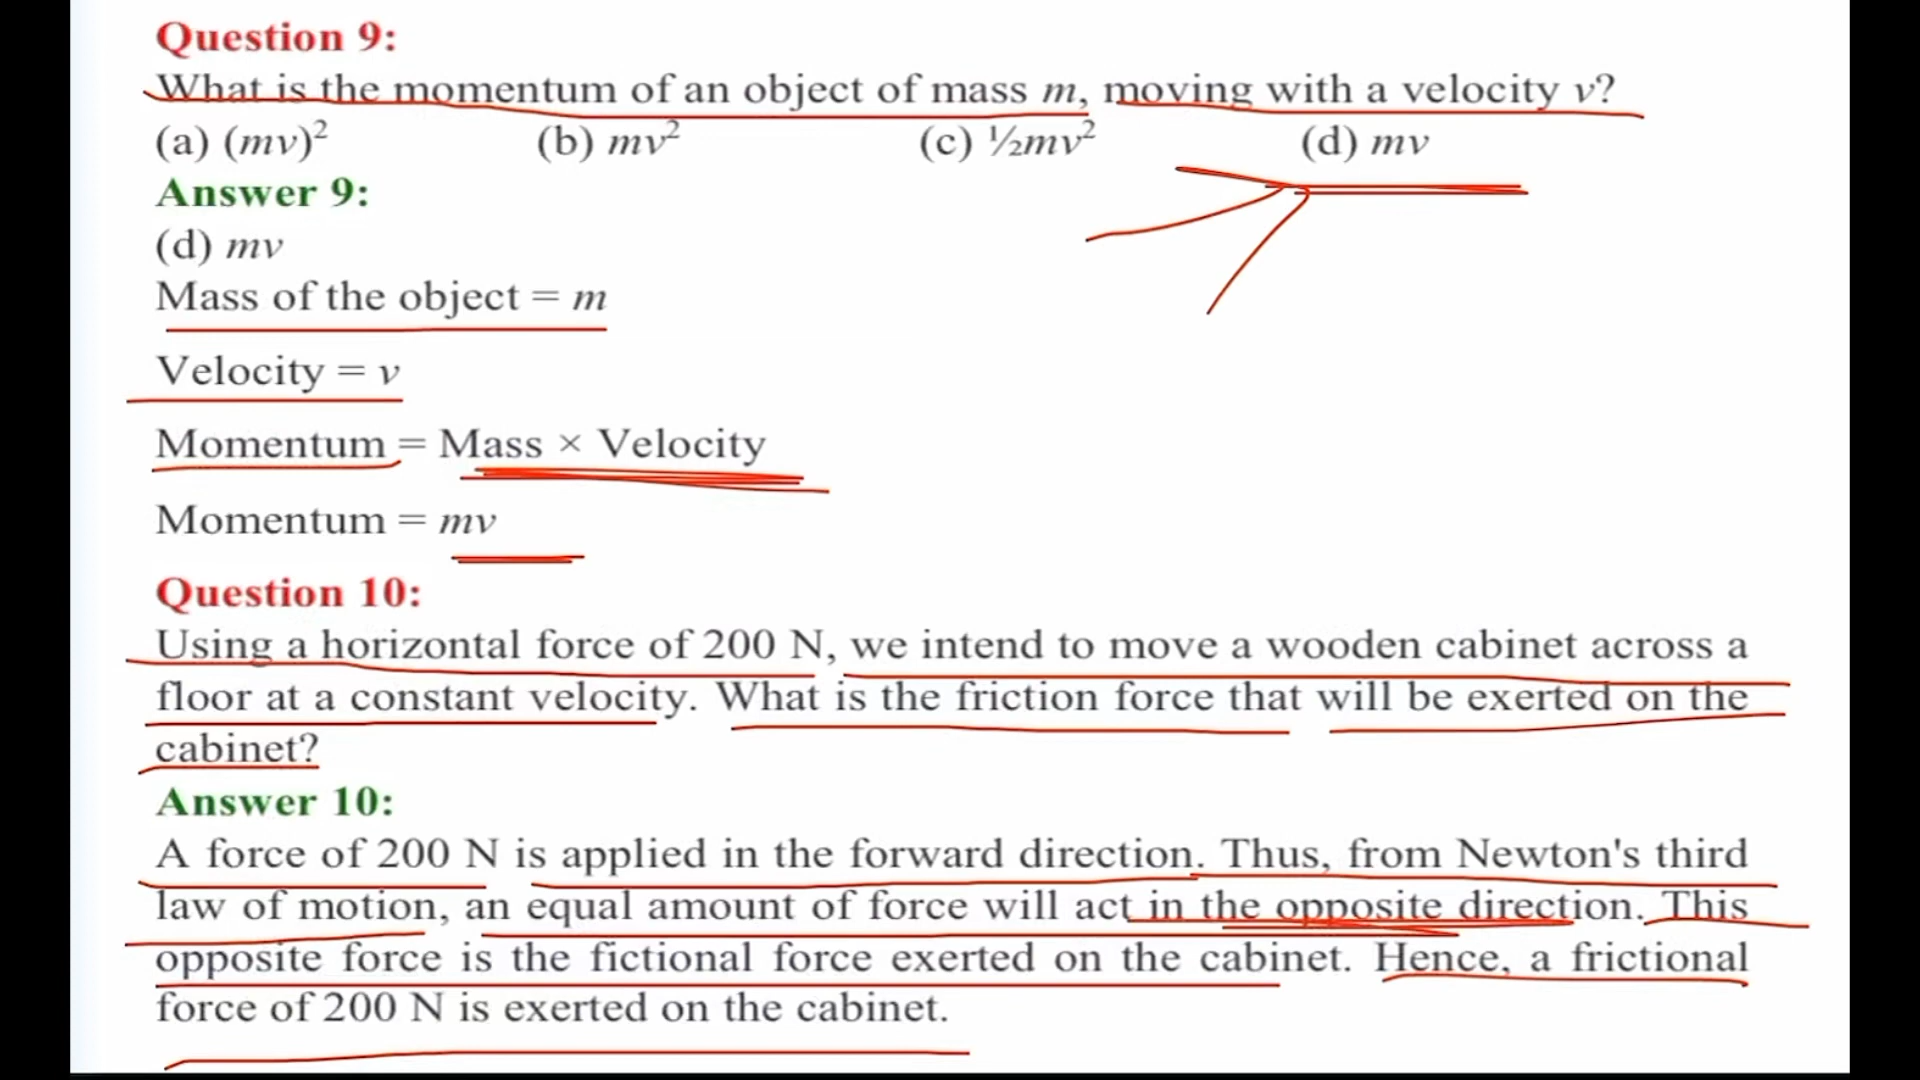 Question 9:
What is the momentum of an object of mass m, moving with a velocity v?
(a) (mv)² (b) mv² (c) ½mv² (d) mv
Answer 9:
(d) mv
Mass of the object = m
Velocity = v
Momentum = Mass × Velocity
Momentum = mv
Question 10:
Using a horizontal force of 200 N, we intend to move a wooden cabinet across a
floor at a constant velocity. What is the friction force that will be exerted on the
cabinet?
Answer 10:
A force of 200 N is applied in the forward direction. Thus, from Newton's third
law of motion, an equal amount of force will act in the opposite direction. This
opposite force is the fictional force exerted on the cabinet. Hence, a frictional
force of 200 N is exerted on the cabinet.